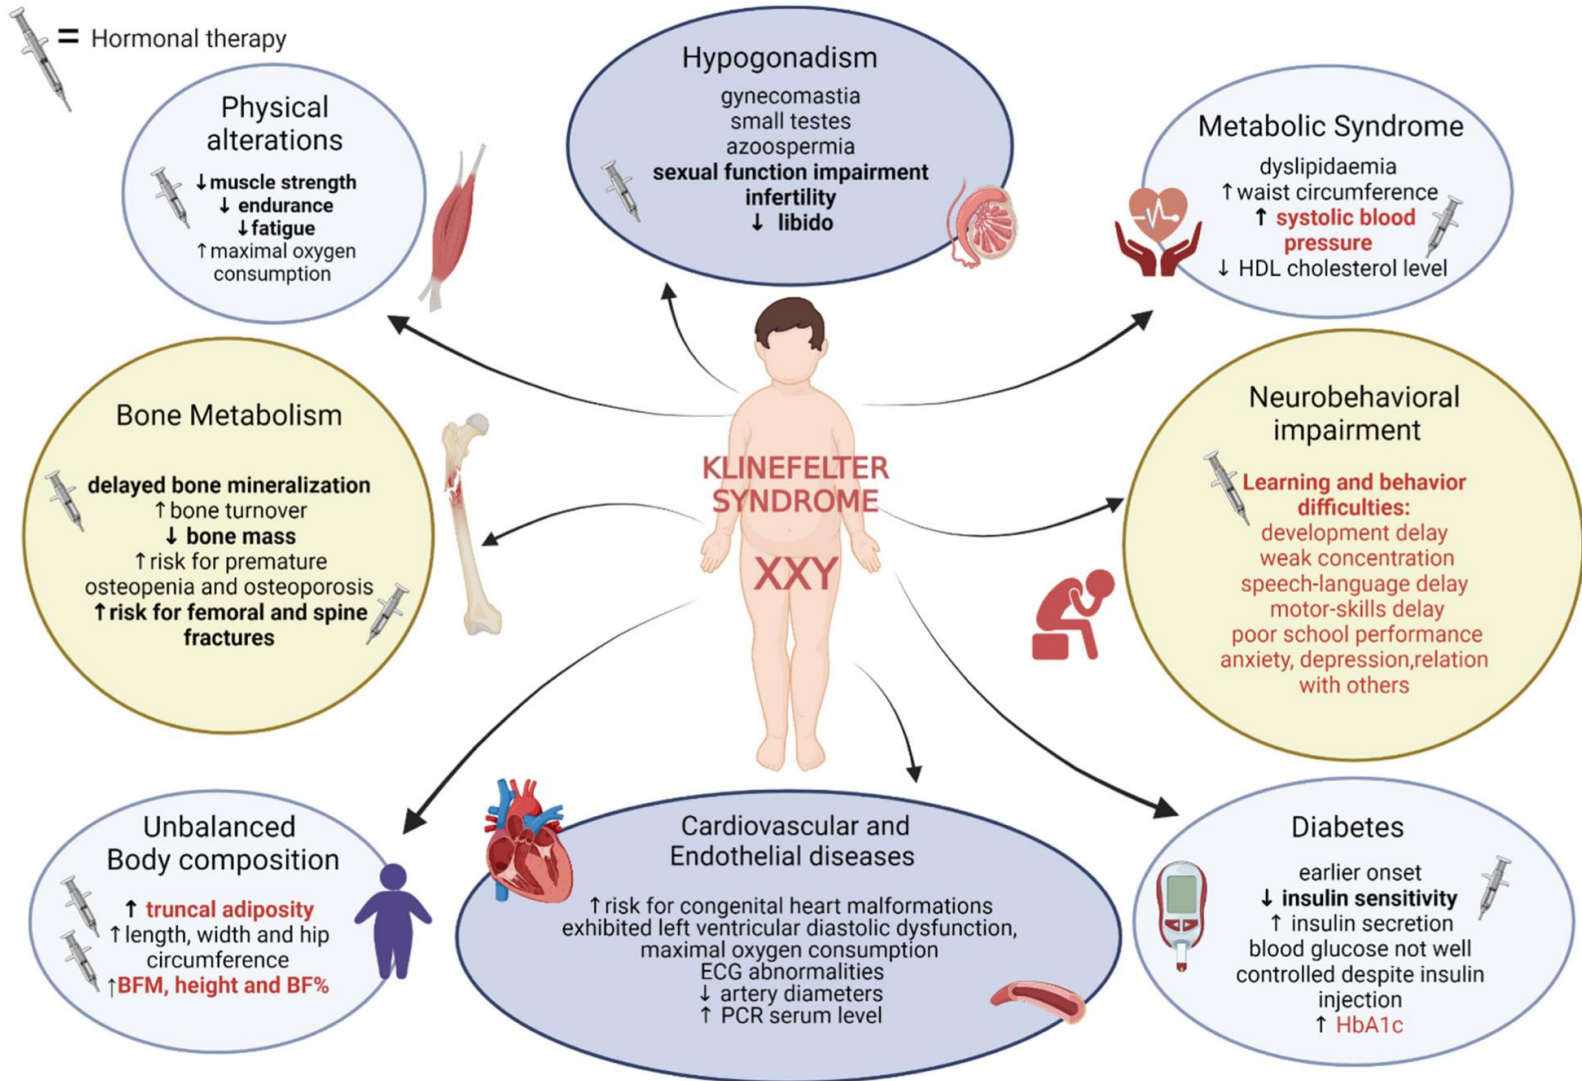 = Hormonal therapy
Physical
alterations
↓muscle strength
↓ endurance
↓fatigue
↑maximal oxygen
consumption
Hypogonadism
gynecomastia
small testes
azoospermia
sexual function impairment
infertility
↓ libido
Metabolic Syndrome
dyslipidaemia
↑waist circumference
↑ systolic blood
pressure
↓ HDL cholesterol level
Bone Metabolism
delayed bone mineralization
↑bone turnover
↓ bone mass
↑risk for premature
osteopenia and osteoporosis
↑risk for femoral and spine
fractures
KLINEFELTER
SYNDROME
XXY
Neurobehavioral
impairment
Learning and behavior
difficulties:
development delay
weak concentration
speech-language delay
motor-skills delay
poor school performance
anxiety, depression,relation
with others
Unbalanced
Body composition
↑ truncal adiposity
↑length, width and hip
circumference
↑BFM, height and BF%
Cardiovascular and
Endothelial diseases
↑risk for congenital heart malformations
exhibited left ventricular diastolic dysfunction,
maximal oxygen consumption
ECG abnormalities
↓ artery diameters
↑ PCR serum level
Diabetes
earlier onset
↓ insulin sensitivity
↑ insulin secretion
blood glucose not well
controlled despite insulin
injection
↑ HbA1c